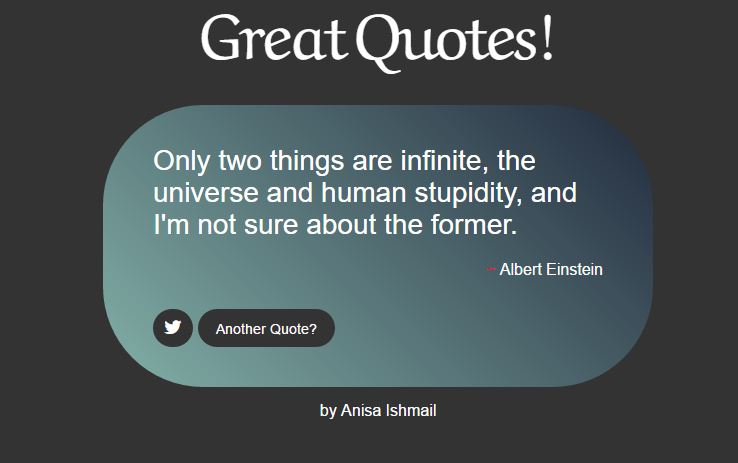 Great Quotes!
Only two things are infinite, the
universe and human stupidity, and
I'm not sure about the former.
Albert Einstein
Another Quote?
by Anisa Ishmail